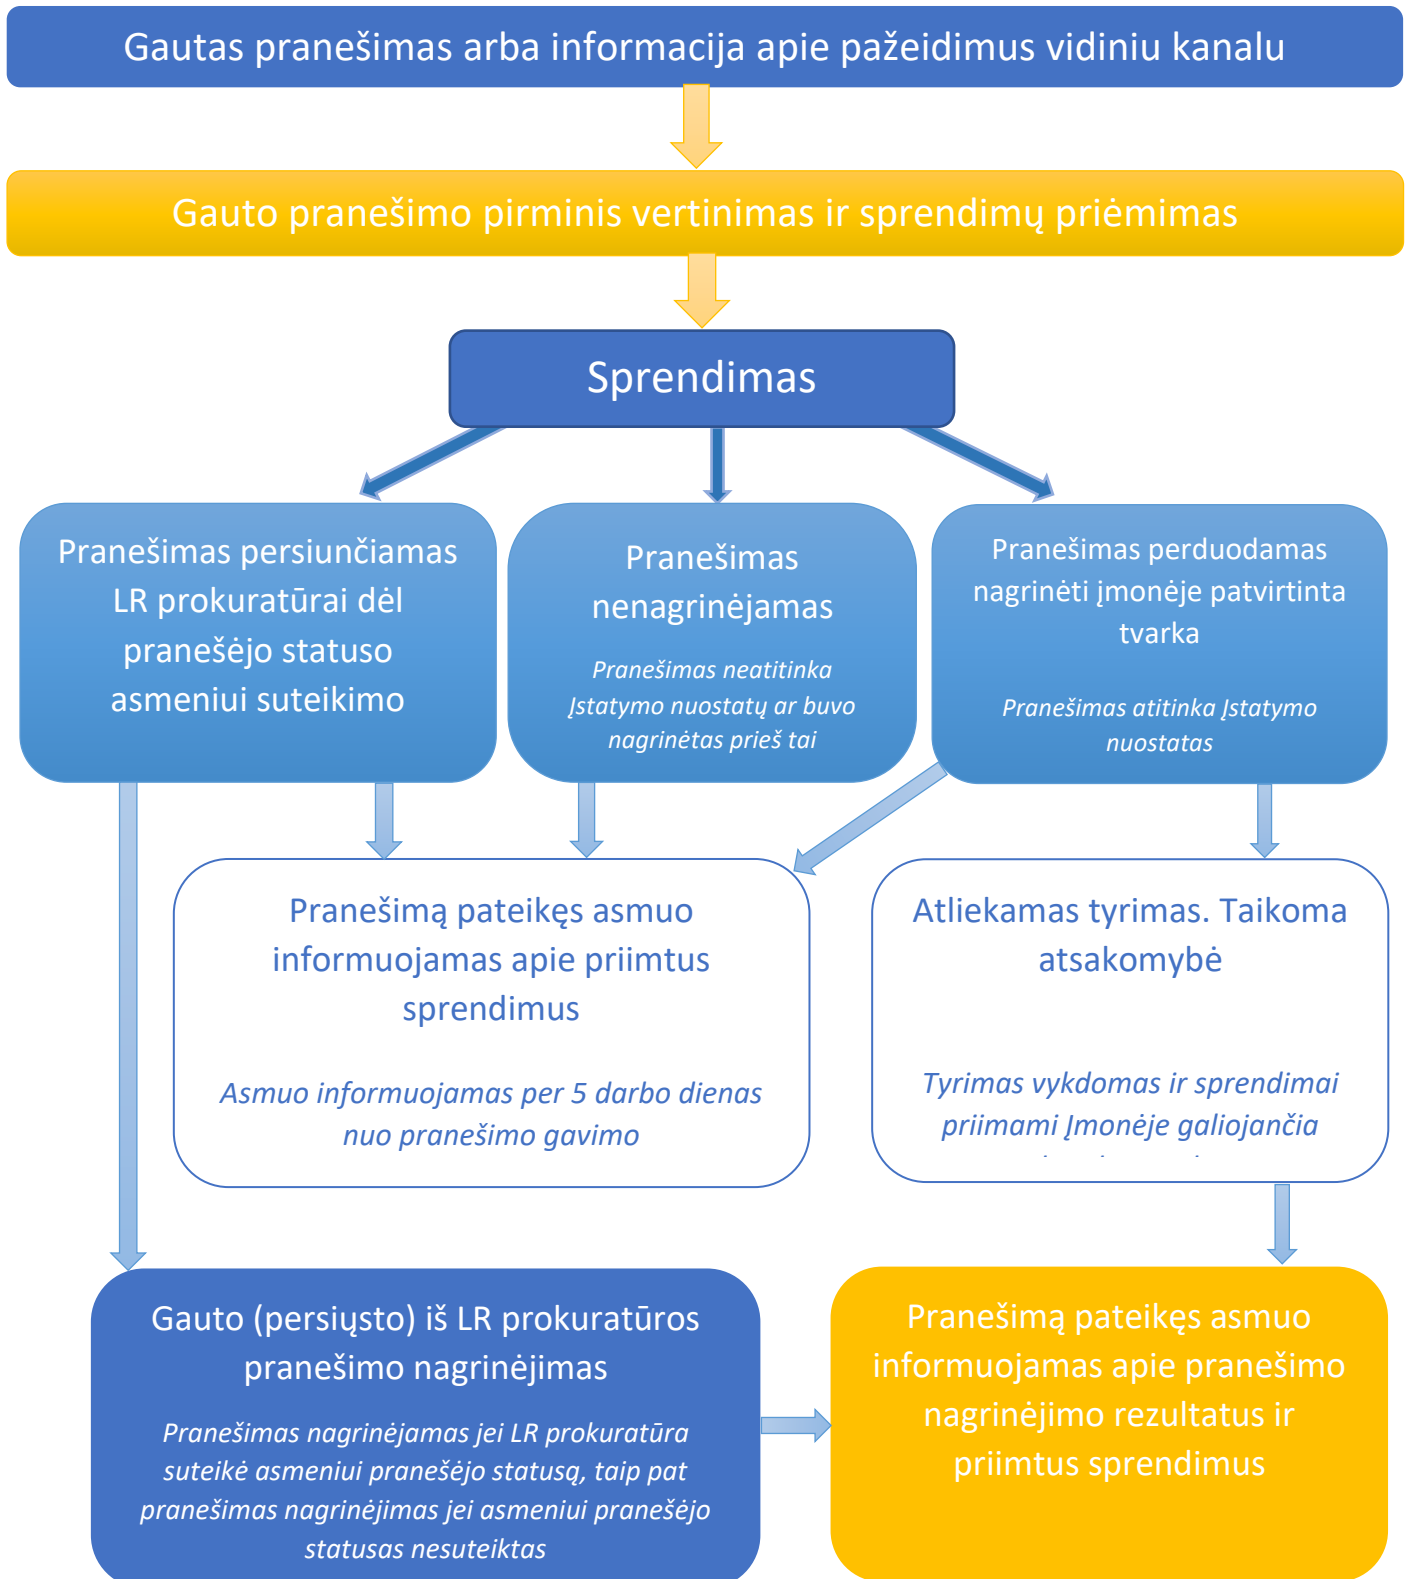 Gautas pranešimas arba informacija apie pažeidimus vidiniu kanalu
Gauto pranešimo pirminis vertinimas ir sprendimų priėmimas
Sprendimas
Pranešimas persiunčiamas
LR prokuratūrai dėl
pranešėjo statuso
asmeniui suteikimo
Pranešimas
nenagrinėjamas
Pranešimas neatitinka
Įstatymo nuostatų ar buvo
nagrinėtas prieš tai
Pranešimas perduodamas
nagrinėti įmonėje patvirtinta
tvarka
Pranešimas atitinka Įstatymo
nuostatas
Pranešimą pateikęs asmuo
informuojamas apie priimtus
sprendimus
Asmuo informuojamas per 5 darbo dienas
nuo pranešimo gavimo
Atliekamas tyrimas. Taikoma
atsakomybė
Tyrimas vykdomas ir sprendimai
priimami Įmonėje galiojančia
Gauto (persiųsto) iš LR prokuratūros
pranešimo nagrinėjimas
Pranešimas nagrinėjamas jei LR prokuratūra
suteikė asmeniui pranešėjo statusą, taip pat
pranešimas nagrinėjimas jei asmeniui pranešėjo
statusas nesuteiktas
Pranešimą pateikęs asmuo
informuojamas apie pranešimo
nagrinėjimo rezultatus ir
priimtus sprendimus